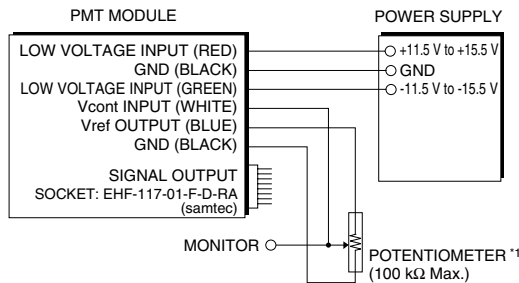 PMT MODULE
POWER SUPPLY
LOW VOLTAGE INPUT (RED)
GND (BLACK)
LOW VOLTAGE INPUT (GREEN)
Vcont INPUT (WHITE)
Vref OUTPUT (BLUE)
GND (BLACK)
SIGNAL OUTPUT
SOCKET: EHF-117-01-F-D-RA
(samtec)
+11.5 V to +15.5 V
GND
-11.5 V to -15.5 V
MONITOR
POTENTIOMETER *1
(100 kΩ Max.)